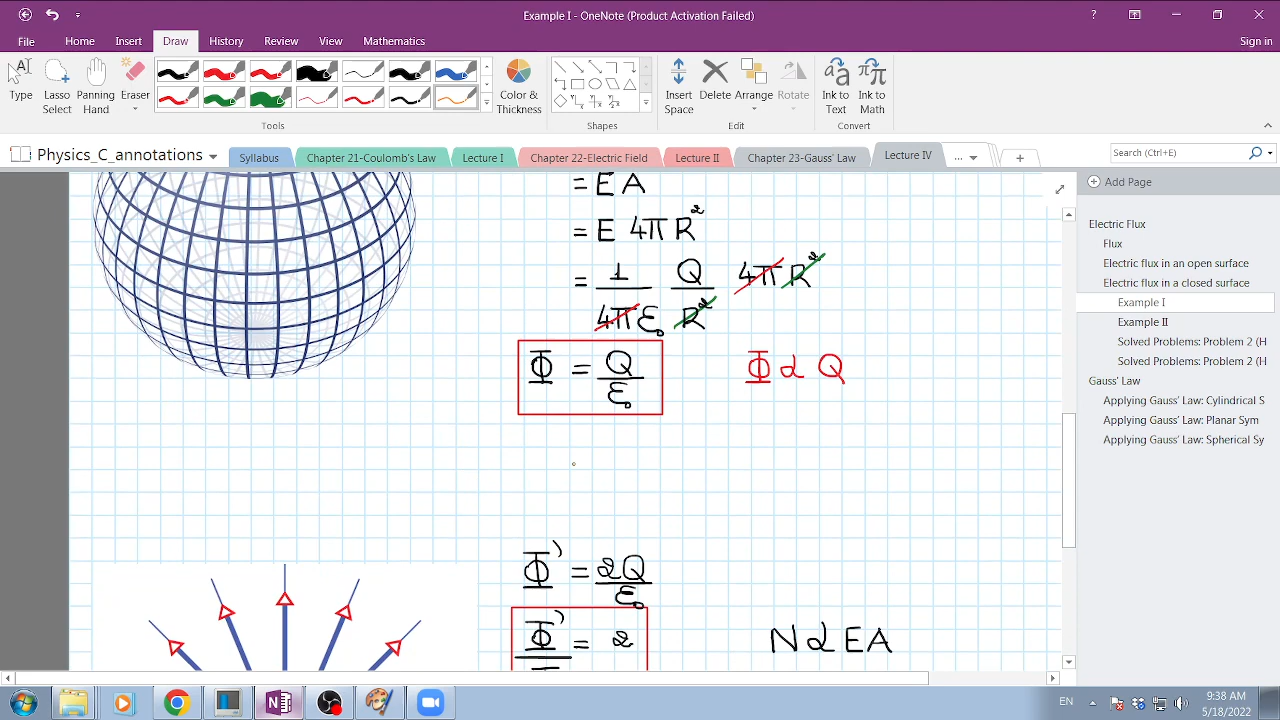 Example I - OneNote (Product Activation Failed)
File Home Insert Draw History Review View Mathematics Sign in
Type Lasso Select Panning Hand Eraser Color & Thickness Insert Space Delete Arrange Rotate Ink to Text Ink to Math
Tools Shapes Edit Convert
Physics_C_annotations Syllabus Chapter 21-Coulomb's Law Lecture I Chapter 22-Electric Field Lecture II Chapter 23-Gauss' Law Lecture IV ... Search (Ctrl+E)
Add Page
Electric Flux
Flux
Electric flux in an open surface
Electric flux in a closed surface
Example I
Example II
Solved Problems: Problem 2 (H
Solved Problems: Problem 2 (H
Gauss' Law
Applying Gauss' Law: Cylindrical S
Applying Gauss' Law: Planar Sym
Applying Gauss' Law: Spherical Sy
= E A
= E 4π R²
= 1/4πξ Q/R² 4π R²
Φ = Q/ξ Φ α Q
Φ' = 2Q/ξ
Φ' = 2 N α EA
EN 9:38 AM
5/18/2022